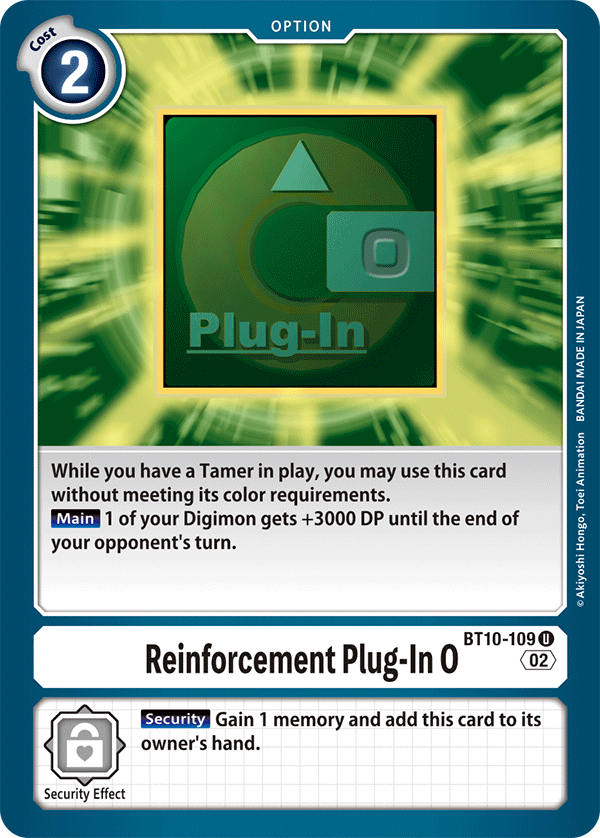 OPTION
Cost
2
O
Plug-In
While you have a Tamer in play, you may use this card
without meeting its color requirements.
Main 1 of your Digimon gets +3000 DP until the end of
your opponent's turn.
© Akiyoshi Hongo, Toei Animation BANDAI MADE IN JAPAN
BT10-109 U
Reinforcement Plug-In O
02
Security Gain 1 memory and add this card to its
owner's hand.
Security Effect